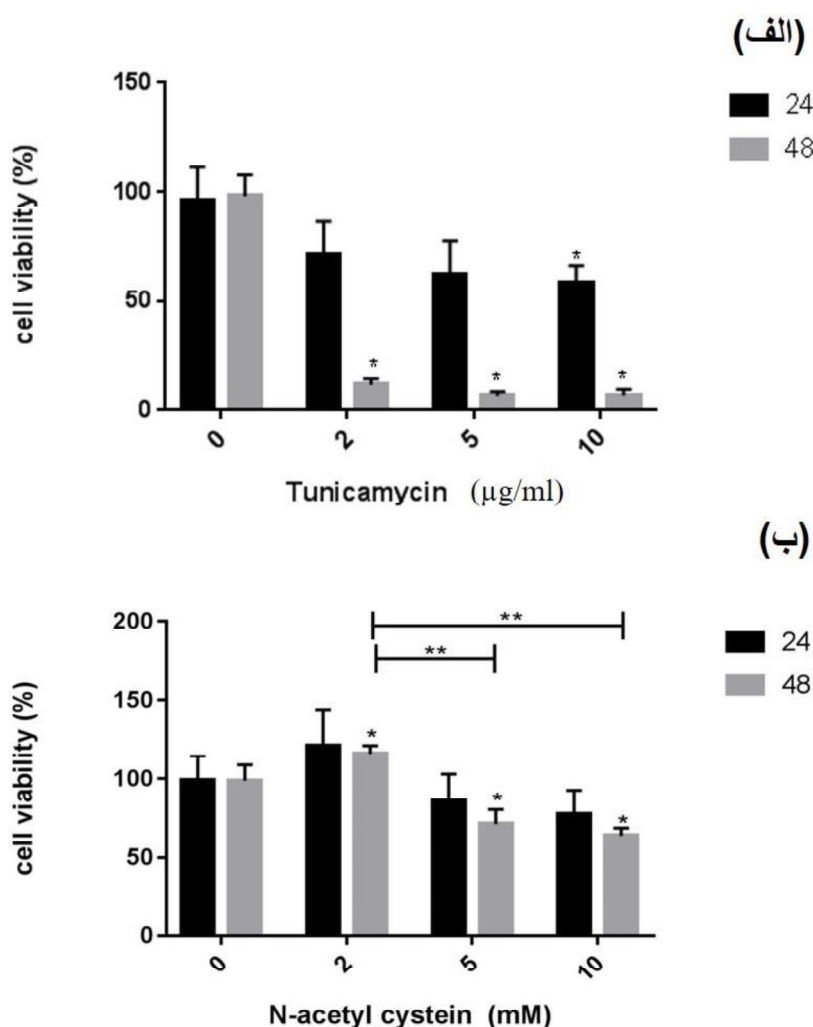 (الف)
24
48
cell viability (%)
150
100
50
0
*
*
*
*
0 2 5 10
Tunicamycin (µg/ml)
(ب)
24
48
cell viability (%)
200
150
100
50
0
**
**
*
*
*
0 2 5 10
N-acetyl cystein (mM)